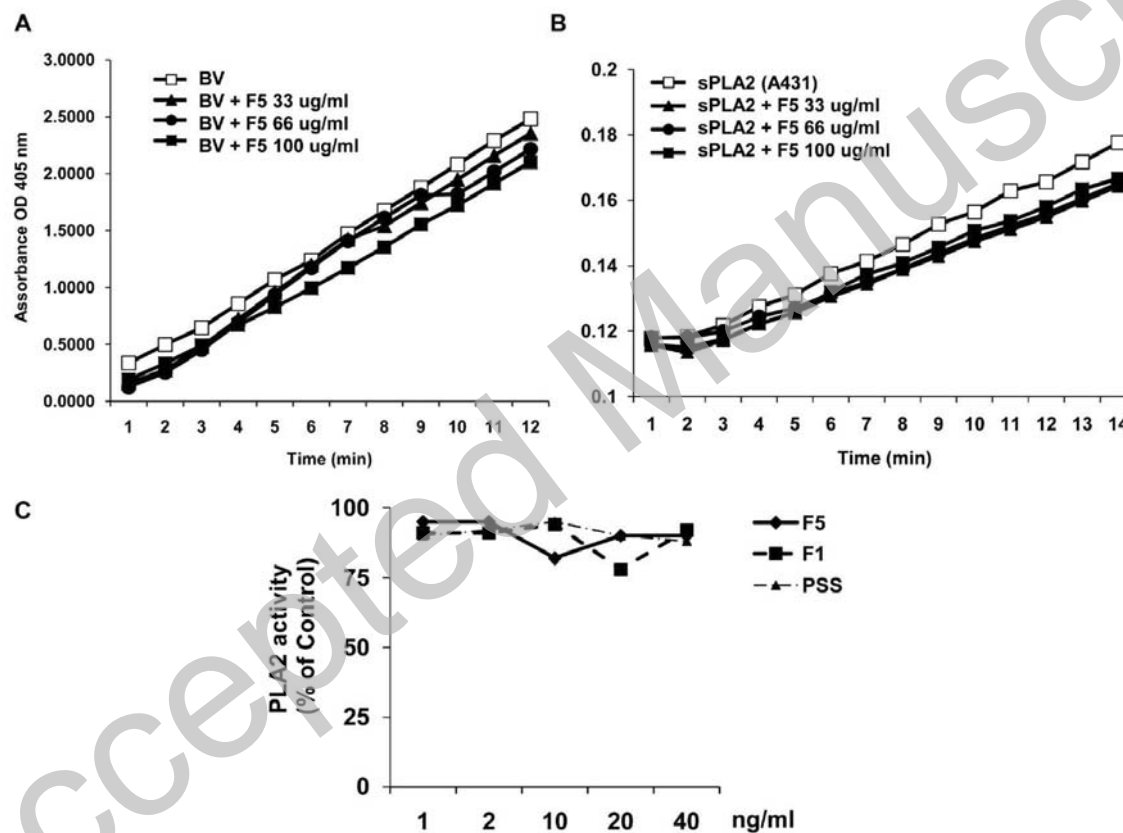 A
Assorbance OD 405 nm
3.0000
2.5000
2.0000
1.5000
1.0000
0.5000
0.0000
BV
BV + F5 33 ug/ml
BV + F5 66 ug/ml
BV + F5 100 ug/ml
1 2 3 4 5 6 7 8 9 10 11 12
Time (min)
B
0.2
0.18
0.16
0.14
0.12
0.1
sPLA2 (A431)
sPLA2 + F5 33 ug/ml
sPLA2 + F5 66 ug/ml
sPLA2 + F5 100 ug/ml
1 2 3 4 5 6 7 8 9 10 11 12 13 14
Time (min)
C
PLA2 activity
(% of Control)
100
75
50
25
0
1 2 10 20 40 ng/ml
F5
F1
PSS
ccepted Manusc